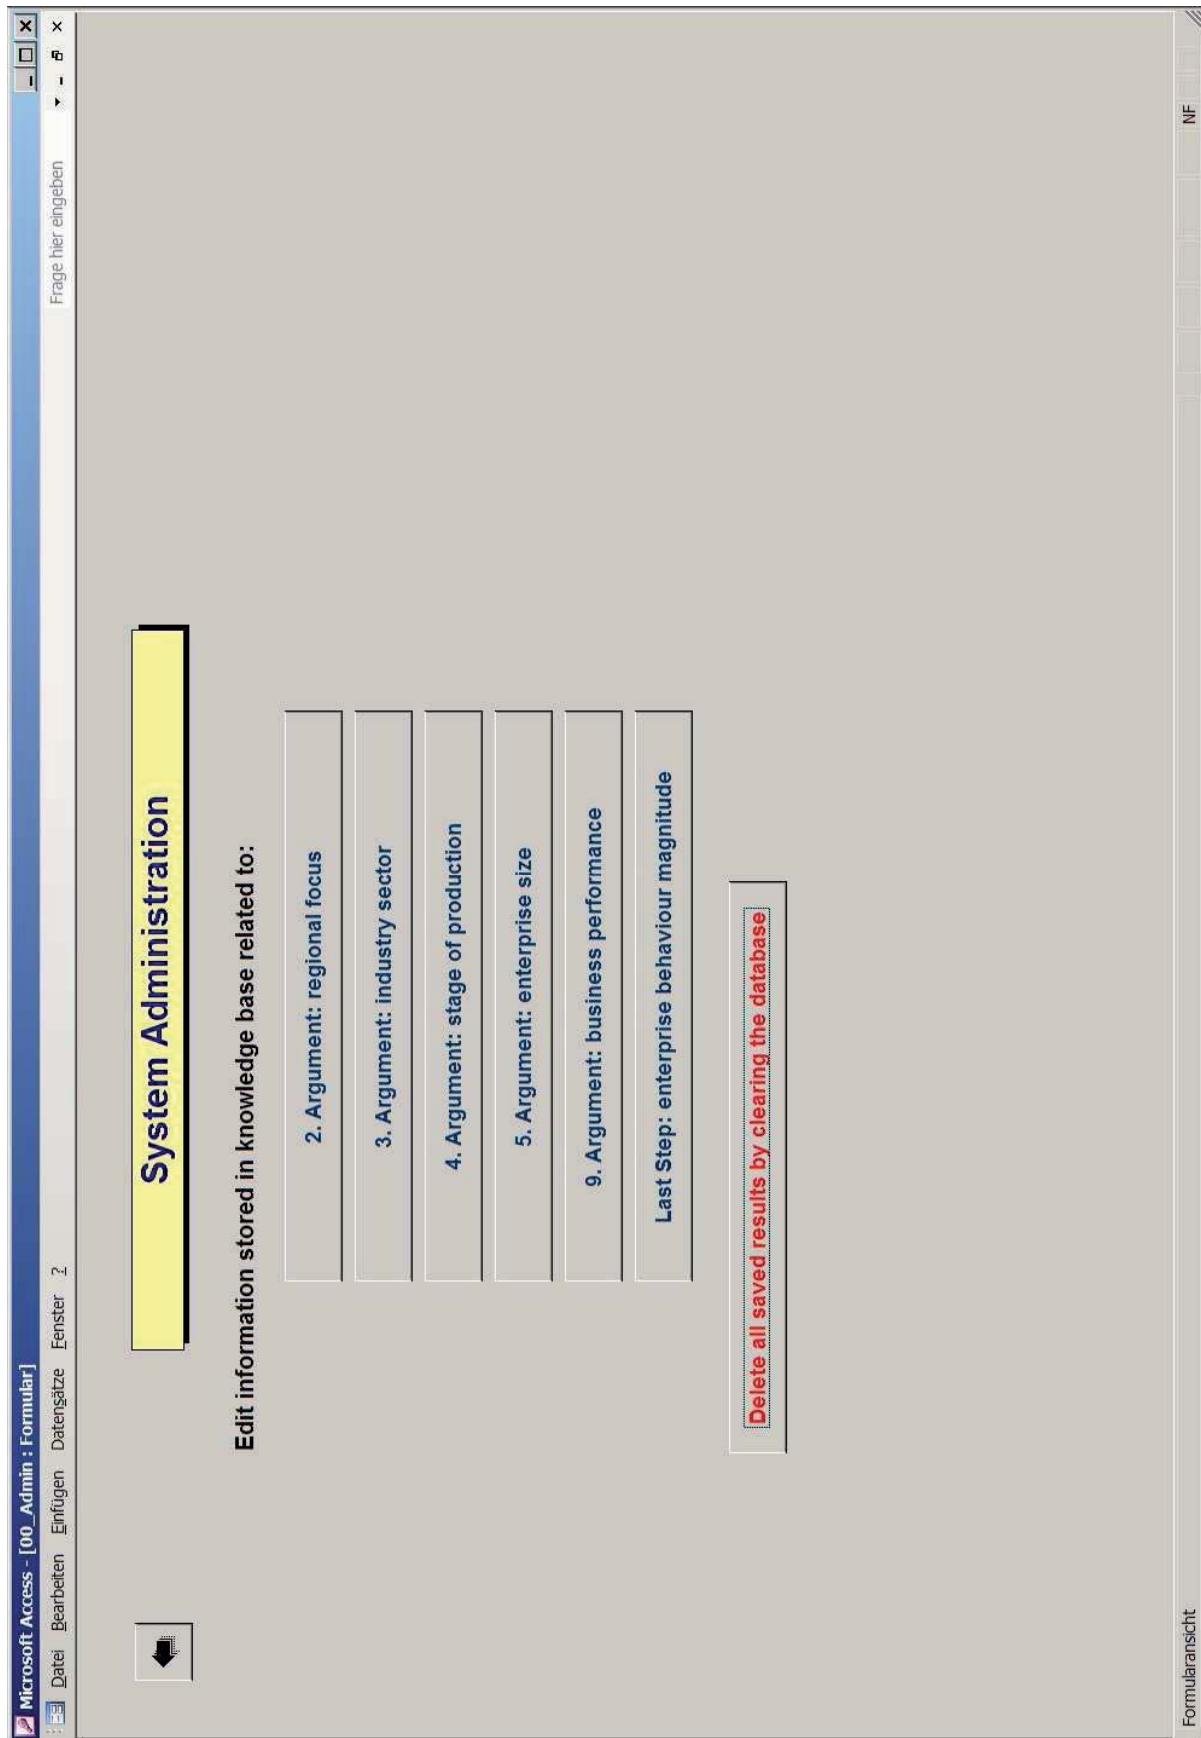 Microsoft Access - [00_Admin : Formular]
Datei Bearbeiten Einfügen Datensätze Fenster ? Frage hier eingeben
System Administration
Edit information stored in knowledge base related to:
2. Argument: regional focus
3. Argument: industry sector
4. Argument: stage of production
5. Argument: enterprise size
9. Argument: business performance
Last Step: enterprise behaviour magnitude
Delete all saved results by clearing the database
Formularansicht NF